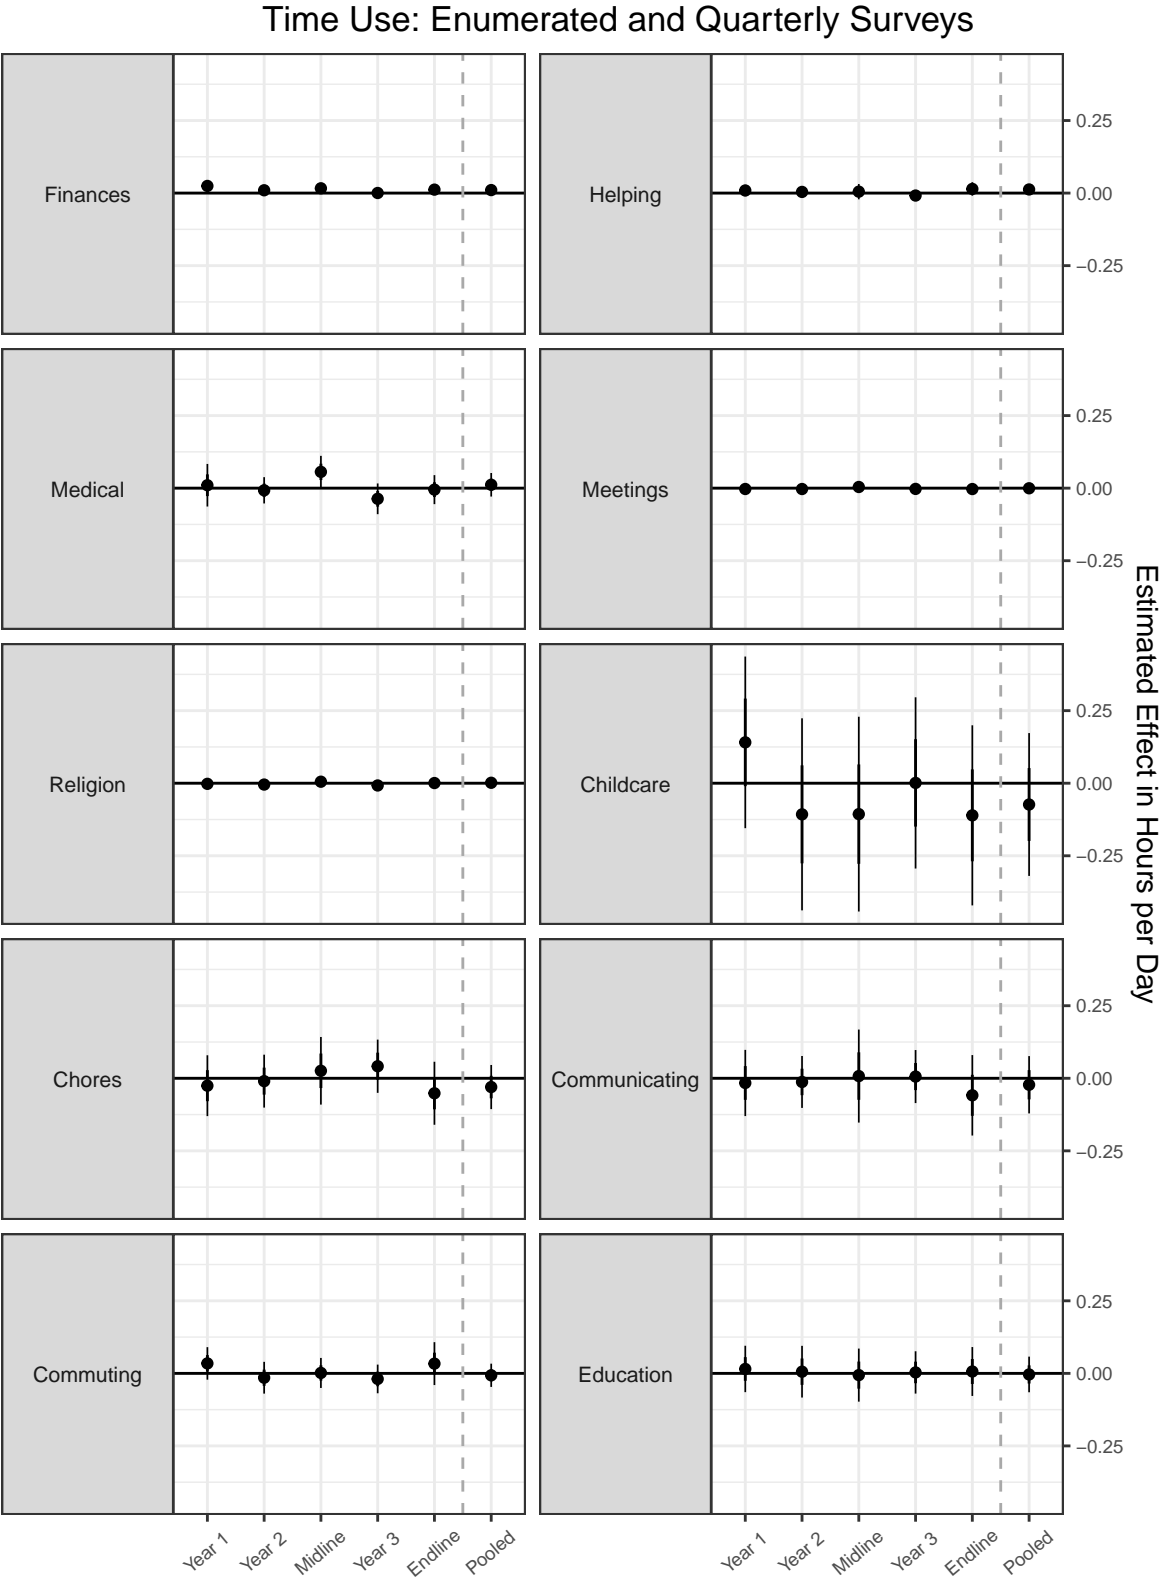 Time Use: Enumerated and Quarterly Surveys
Finances
Helping
0.25
0.00
−0.25
Medical
Meetings
0.25
0.00
−0.25
Religion
Childcare
0.25
0.00
−0.25
Chores
Communicating
0.25
0.00
−0.25
Commuting
Education
0.25
0.00
−0.25
Estimated Effect in Hours per Day
Year 1
Year 2
Midline
Year 3
Endline
Pooled
Year 1
Year 2
Midline
Year 3
Endline
Pooled